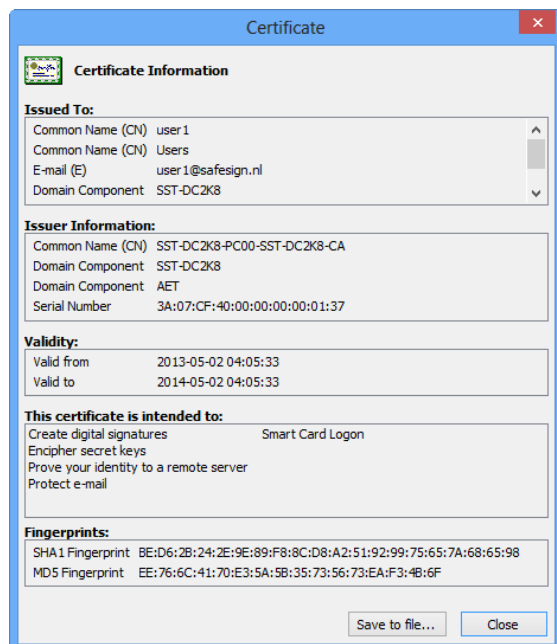 Certificate
Certificate Information
Issued To:
Common Name (CN) user1
Common Name (CN) Users
E-mail (E) user1@safesign.nl
Domain Component SST-DC2K8
Issuer Information:
Common Name (CN) SST-DC2K8-PC00-SST-DC2K8-CA
Domain Component SST-DC2K8
Domain Component AET
Serial Number 3A:07:CF:40:00:00:00:00:01:37
Validity:
Valid from 2013-05-02 04:05:33
Valid to 2014-05-02 04:05:33
This certificate is intended to:
Create digital signatures Smart Card Logon
Encipher secret keys
Prove your identity to a remote server
Protect e-mail
Fingerprints:
SHA1 Fingerprint BE:D6:2B:24:2E:9E:89:F8:8C:D8:A2:51:92:99:75:65:7A:68:65:98
MD5 Fingerprint EE:76:6C:41:70:E3:5A:5B:35:73:56:73:EA:F3:4B:6F
Save to file... Close